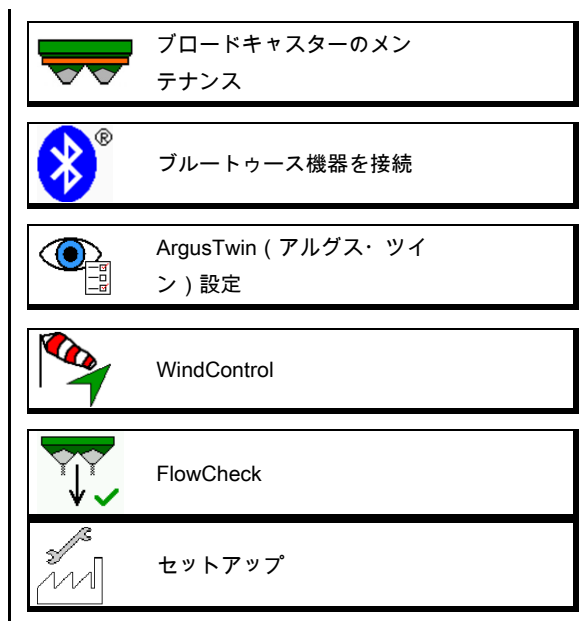 ブロードキャスターのメン
テナンス
®
ブルートゥース機器を接続
ArgusTwin ( アルグス・ ツイ
ン ) 設定
WindControl
FlowCheck
セットアップ